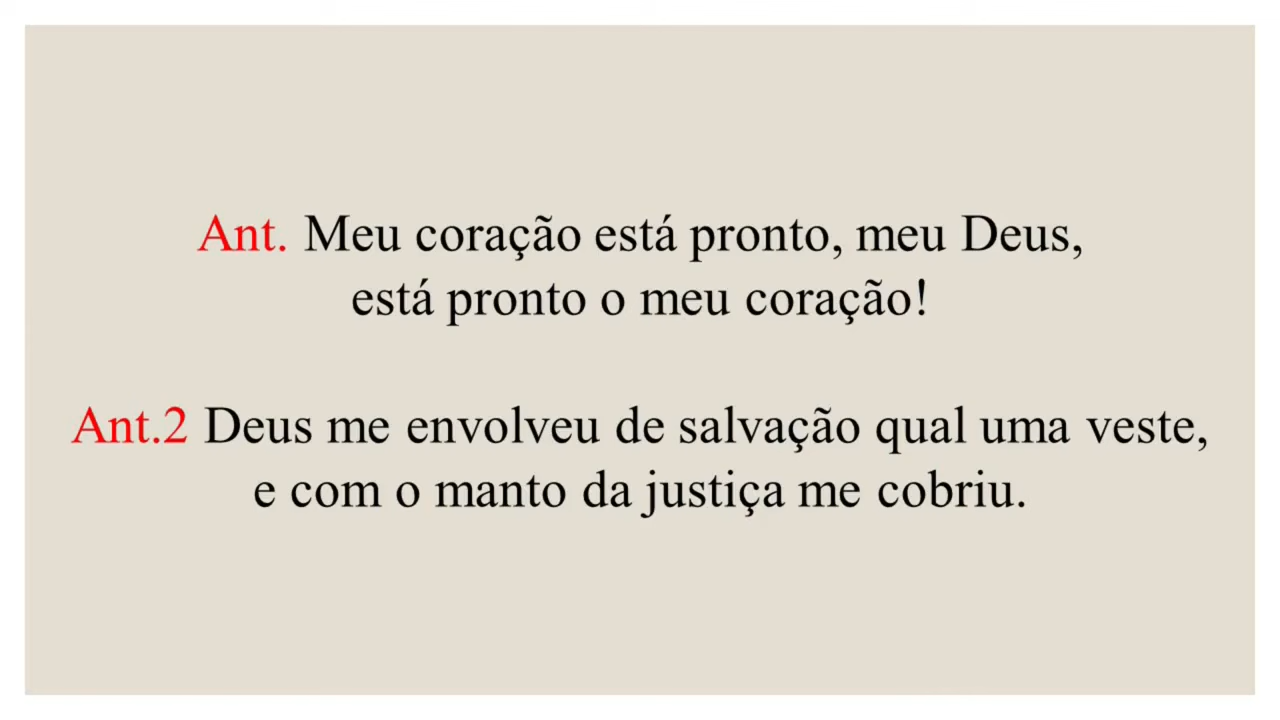 Ant. Meu coração está pronto, meu Deus,
está pronto o meu coração!
Ant.2 Deus me envolveu de salvação qual uma veste,
e com o manto da justiça me cobriu.